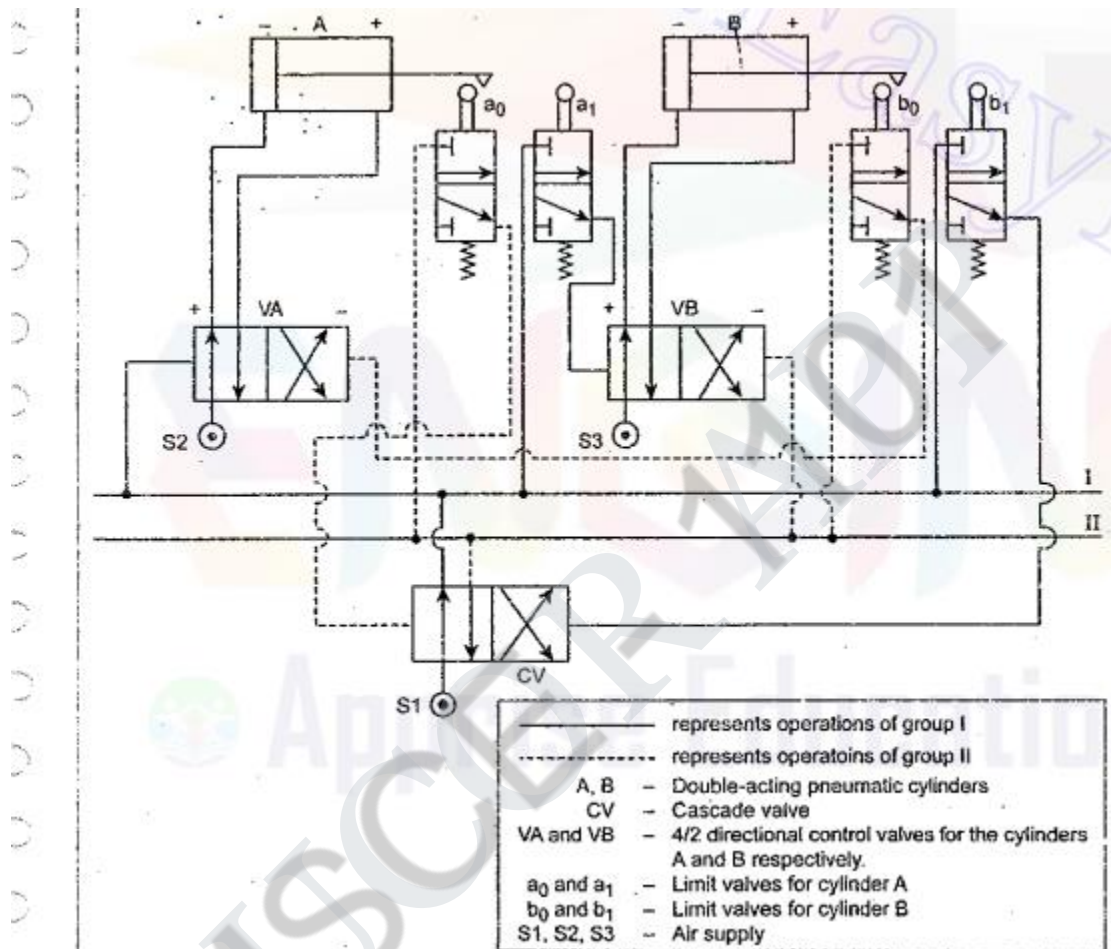 - A +
- B +
a0
a1
b0
b1
+ VA -
+ VB -
S2
S3
I
II
CV
S1
represents operations of group I
represents operatoins of group II
A, B – Double-acting pneumatic cylinders
CV – Cascade valve
VA and VB – 4/2 directional control valves for the cylinders
A and B respectively.
a0 and a1 – Limit valves for cylinder A
b0 and b1 – Limit valves for cylinder B
S1, S2, S3 – Air supply